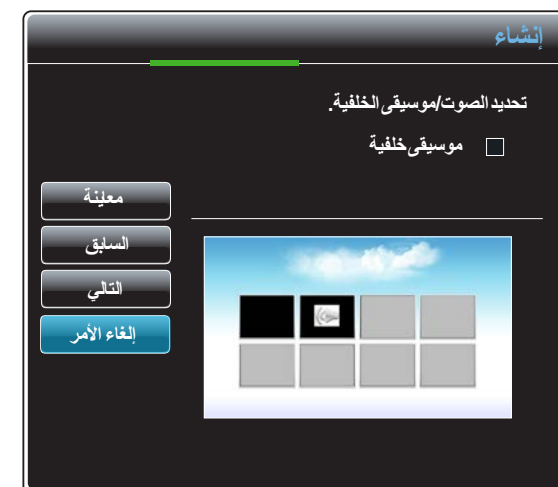 إنشاء
تحديد الصوت/موسيقى الخلفية.
موسيقى خلفية
معاينة
السابق
التالي
إلغاء الأمر